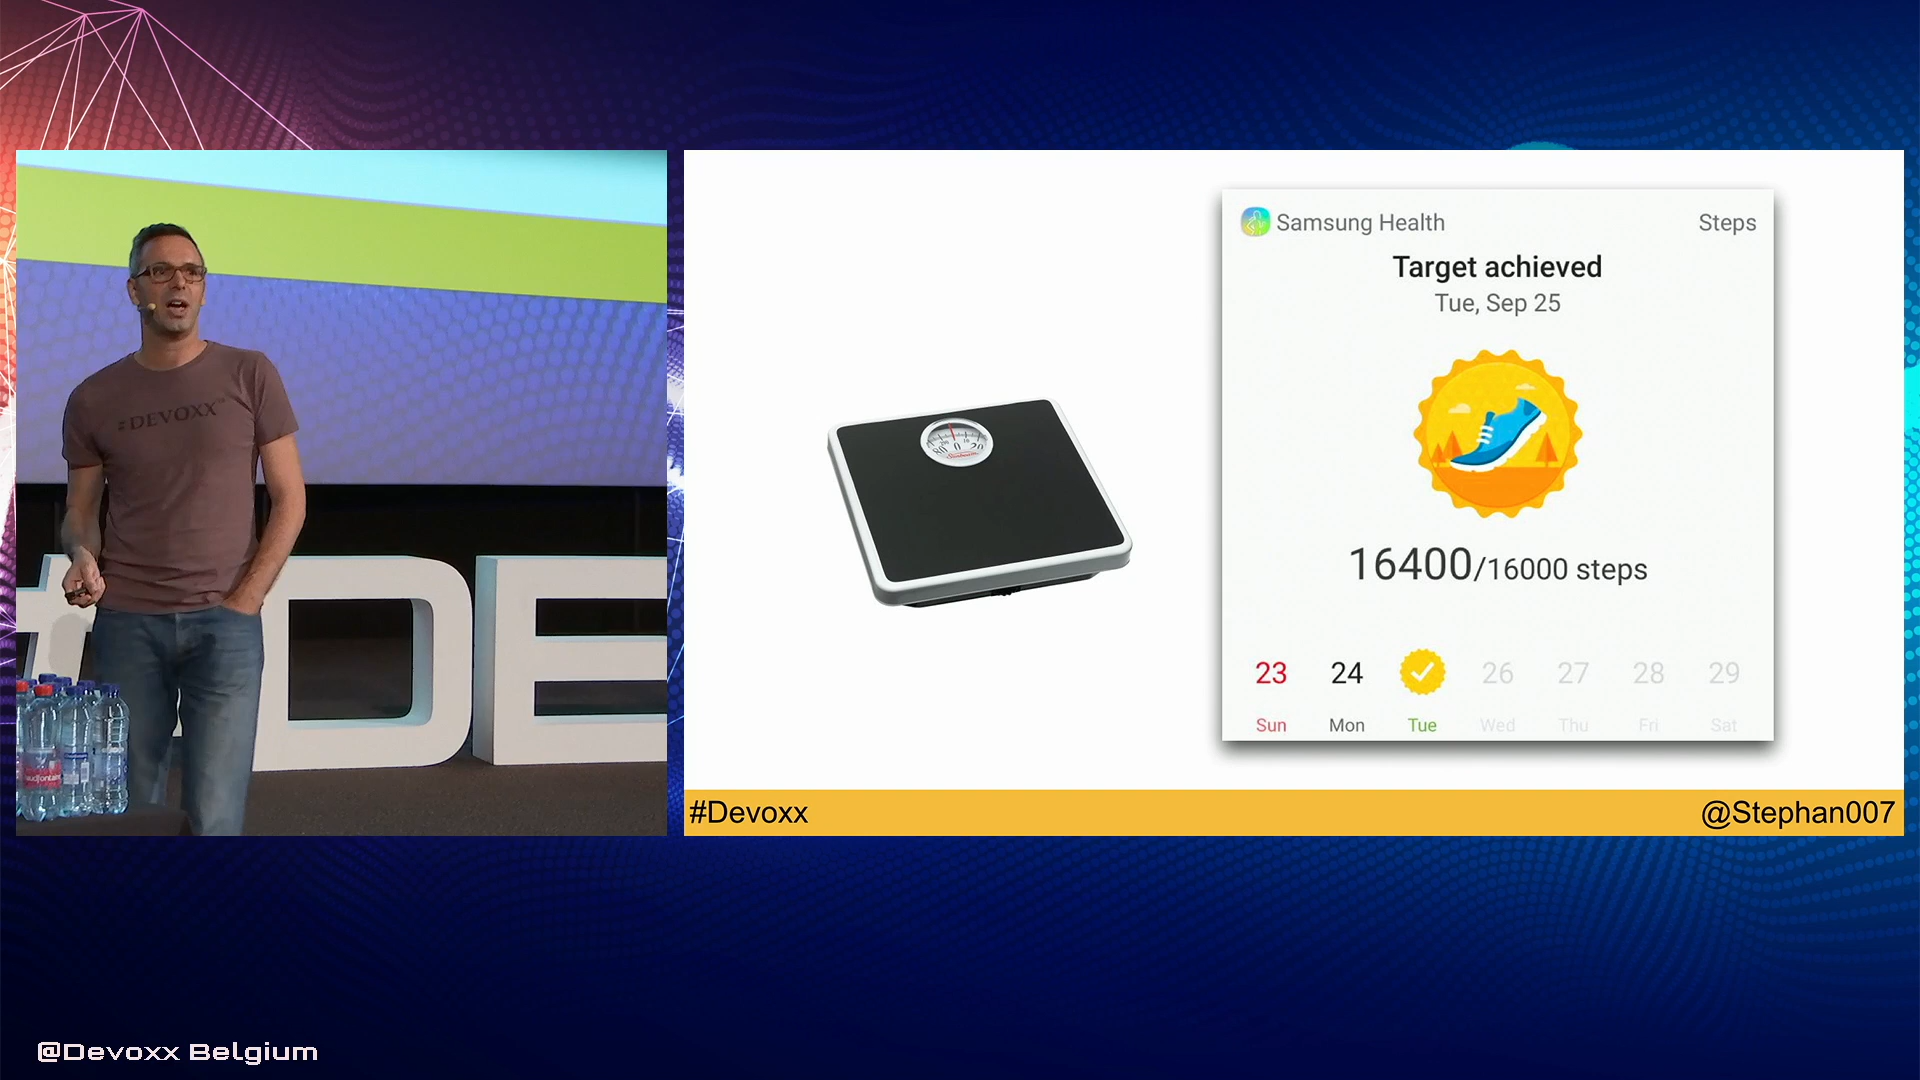 #DEVOXX
#DE
Samsung Health
Steps
Target achieved
Tue, Sep 25
16400/16000 steps
23 24 26 27 28 29
Sun Mon Tue Wed Thu Fri Sat
#Devoxx
@Stephan007
@Devoxx Belgium